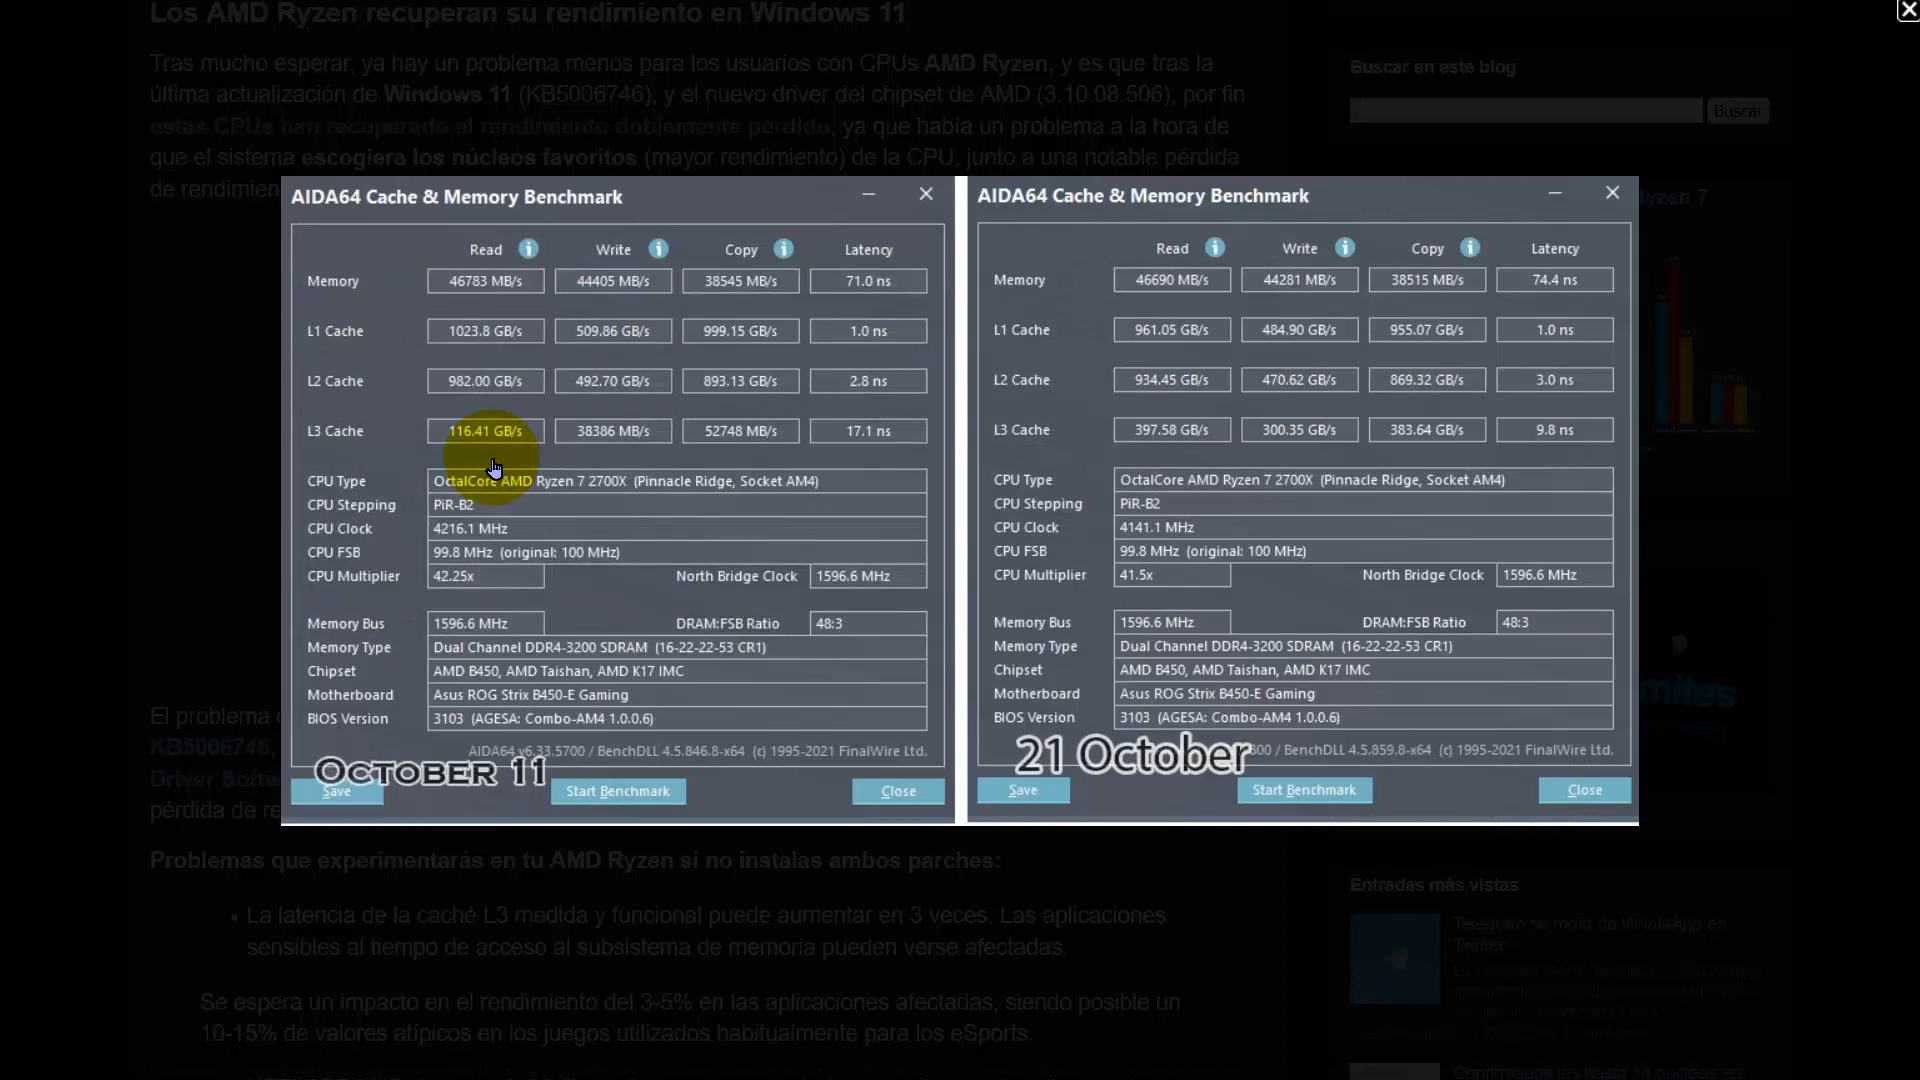 Los AMD Ryzen recuperan su rendimiento en Windows 11
Tras mucho esperar, ya hay un problema menos para los usuarios con CPUs AMD Ryzen, y es que tras la
última actualización de Windows 11 (KB5006746), y el nuevo driver del chipset de AMD (3.10.08.506), por fin
estas CPUs han recuperado el rendimiento doblemente perdido, ya que había un problema a la hora de
que el sistema escogiera los núcleos favoritos (mayor rendimiento) de la CPU, junto a una notable pérdida
de rendimien
Buscar en este blog
Buscar
yzen 7
AIDA64 Cache & Memory Benchmark
Read Write Copy Latency
Memory 46783 MB/s 44405 MB/s 38545 MB/s 71.0 ns
L1 Cache 1023.8 GB/s 509.86 GB/s 999.15 GB/s 1.0 ns
L2 Cache 982.00 GB/s 492.70 GB/s 893.13 GB/s 2.8 ns
L3 Cache 116.41 GB/s 38386 MB/s 52748 MB/s 17.1 ns
CPU Type OctalCore AMD Ryzen 7 2700X (Pinnacle Ridge, Socket AM4)
CPU Stepping PiR-B2
CPU Clock 4216.1 MHz
CPU FSB 99.8 MHz (original: 100 MHz)
CPU Multiplier 42.25x North Bridge Clock 1596.6 MHz
Memory Bus 1596.6 MHz DRAM:FSB Ratio 48:3
Memory Type Dual Channel DDR4-3200 SDRAM (16-22-22-53 CR1)
Chipset AMD B450, AMD Taishan, AMD K17 IMC
Motherboard Asus ROG Strix B450-E Gaming
BIOS Version 3103 (AGESA: Combo-AM4 1.0.0.6)
AIDA64 v6.33.5700 / BenchDLL 4.5.846.8-x64 (c) 1995-2021 FinalWire Ltd.
October 11
Save Start Benchmark Close
AIDA64 Cache & Memory Benchmark
Read Write Copy Latency
Memory 46690 MB/s 44281 MB/s 38515 MB/s 74.4 ns
L1 Cache 961.05 GB/s 484.90 GB/s 955.07 GB/s 1.0 ns
L2 Cache 934.45 GB/s 470.62 GB/s 869.32 GB/s 3.0 ns
L3 Cache 397.58 GB/s 300.35 GB/s 383.64 GB/s 9.8 ns
CPU Type OctalCore AMD Ryzen 7 2700X (Pinnacle Ridge, Socket AM4)
CPU Stepping PiR-B2
CPU Clock 4141.1 MHz
CPU FSB 99.8 MHz (original: 100 MHz)
CPU Multiplier 41.5x North Bridge Clock 1596.6 MHz
Memory Bus 1596.6 MHz DRAM:FSB Ratio 48:3
Memory Type Dual Channel DDR4-3200 SDRAM (16-22-22-53 CR1)
Chipset AMD B450, AMD Taishan, AMD K17 IMC
Motherboard Asus ROG Strix B450-E Gaming
BIOS Version 3103 (AGESA: Combo-AM4 1.0.0.6)
800 / BenchDLL 4.5.859.8-x64 (c) 1995-2021 FinalWire Ltd.
21 October
Save Start Benchmark Close
El problema
KB5006746,
Driver Softw
pérdida de re
mites
Problemas que experimentarás en tu AMD Ryzen si no instalas ambos parches:
La latencia de la caché L3 medida y funcional puede aumentar en 3 veces. Las aplicaciones
sensibles al tiempo de acceso al subsistema de memoria pueden verse afectadas.
Se espera un impacto en el rendimiento del 3-5% en las aplicaciones afectadas, siendo posible un
10-15% de valores atípicos en los juegos utilizados habitualmente para los eSports.
Entradas más vistas
Telegram se mofa de WhatsApp en
Twitter